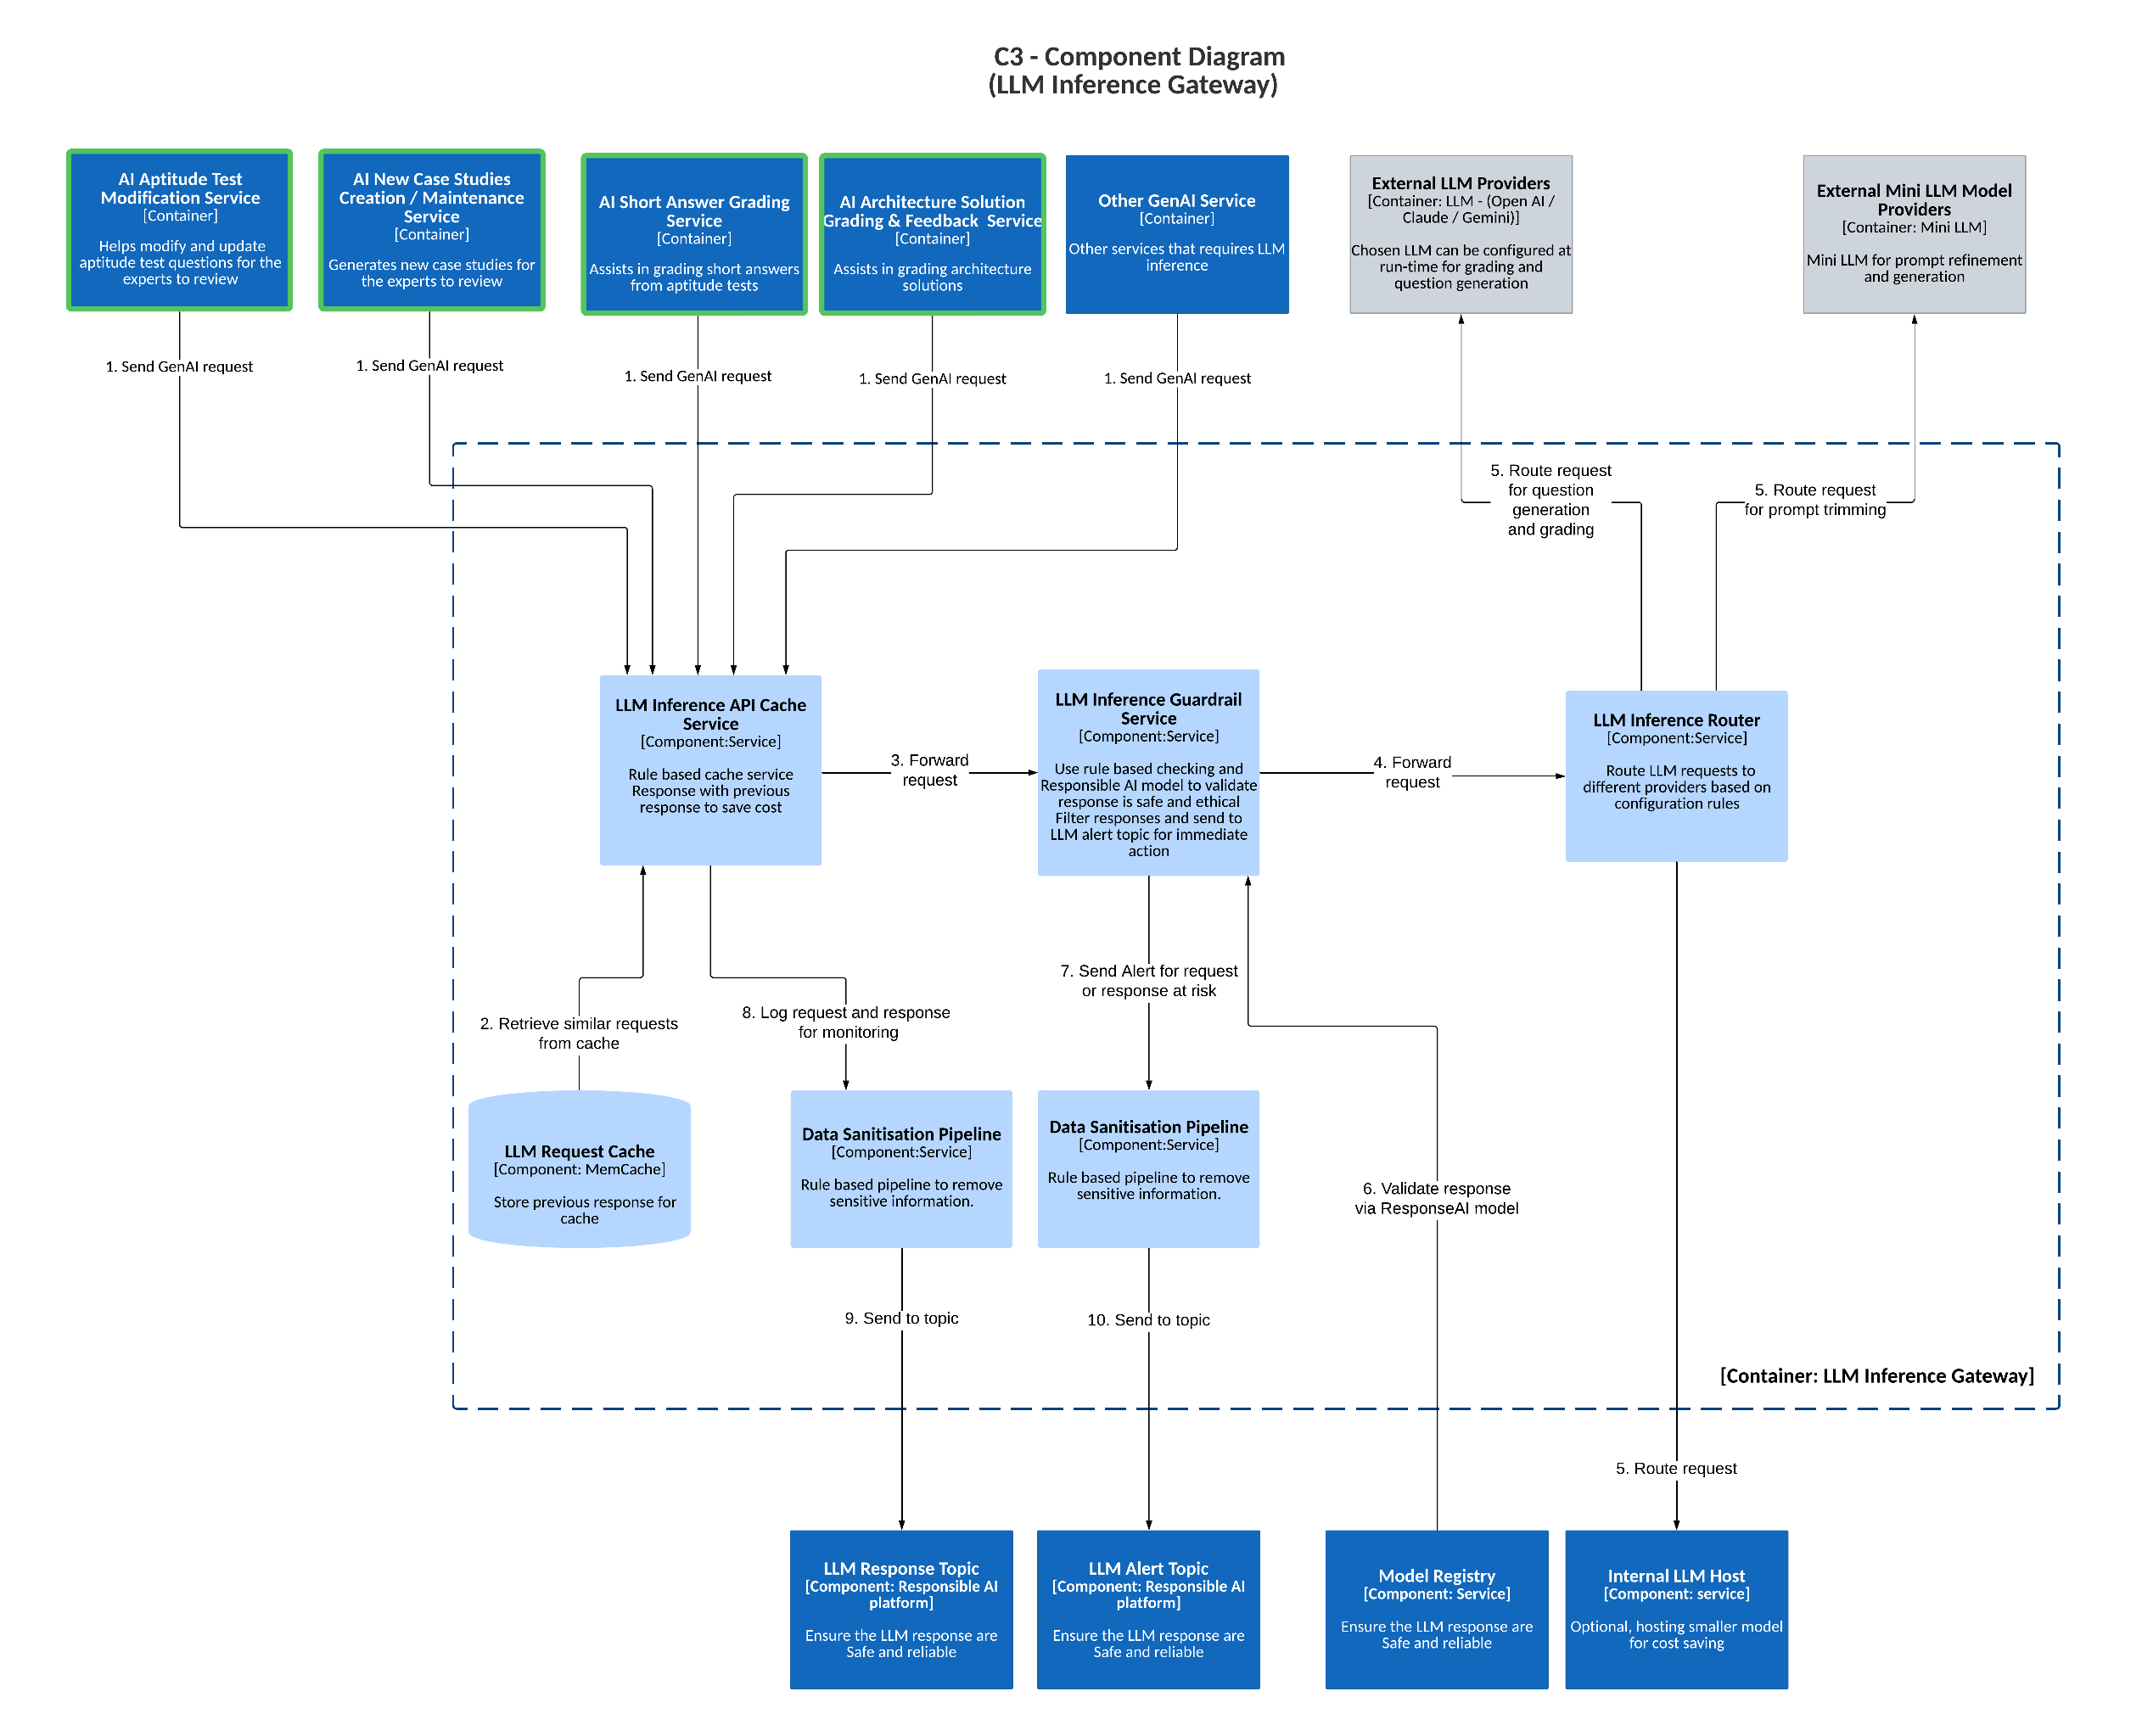 C3 - Component Diagram
(LLM Inference Gateway)
AI Aptitude Test
Modification Service
[Container]
Helps modify and update
aptitude test questions for the
experts to review
AI New Case Studies
Creation / Maintenance
Service
[Container]
Generates new case studies for
the experts to review
AI Short Answer Grading
Service
[Container]
Assists in grading short answers
from aptitude tests
AI Architecture Solution
Grading & Feedback Service
[Container]
Assists in grading architecture
solutions
Other GenAI Service
[Container]
Other services that requires LLM
inference
External LLM Providers
[Container: LLM - (Open AI /
Claude / Gemini)]
Chosen LLM can be configured at
run-time for grading and
question generation
External Mini LLM Model
Providers
[Container: Mini LLM]
Mini LLM for prompt refinement
and generation
1. Send GenAI request
1. Send GenAI request
1. Send GenAI request
1. Send GenAI request
1. Send GenAI request
5. Route request
for question
generation
and grading
5. Route request
for prompt trimming
LLM Inference API Cache
Service
[Component:Service]
Rule based cache service
Response with previous
response to save cost
3. Forward
request
LLM Inference Guardrail
Service
[Component:Service]
Use rule based checking and
Responsible AI model to validate
response is safe and ethical
Filter responses and send to
LLM alert topic for immediate
action
4. Forward
request
LLM Inference Router
[Component:Service]
Route LLM requests to
different providers based on
configuration rules
2. Retrieve similar requests
from cache
8. Log request and response
for monitoring
7. Send Alert for request
or response at risk
LLM Request Cache
[Component: MemCache]
Store previous response for
cache
Data Sanitisation Pipeline
[Component:Service]
Rule based pipeline to remove
sensitive information.
Data Sanitisation Pipeline
[Component:Service]
Rule based pipeline to remove
sensitive information.
6. Validate response
via ResponseAI model
9. Send to topic
10. Send to topic
[Container: LLM Inference Gateway]
5. Route request
LLM Response Topic
[Component: Responsible AI
platform]
Ensure the LLM response are
Safe and reliable
LLM Alert Topic
[Component: Responsible AI
platform]
Ensure the LLM response are
Safe and reliable
Model Registry
[Component: Service]
Ensure the LLM response are
Safe and reliable
Internal LLM Host
[Component: service]
Optional, hosting smaller model
for cost saving